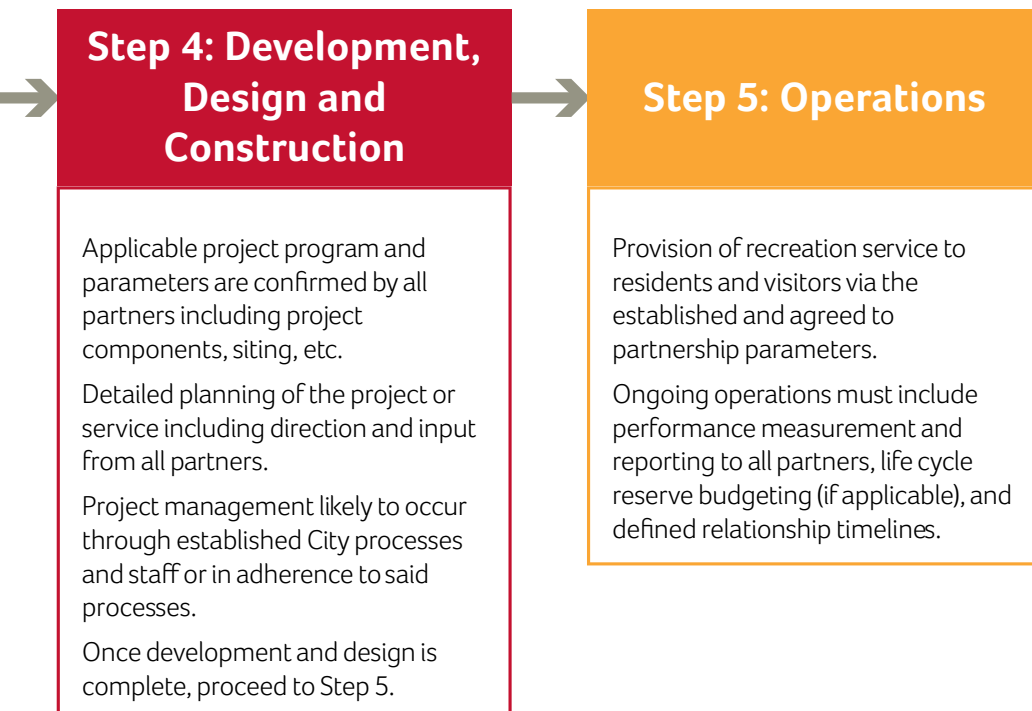 Step 4: Development,
Design and
Construction
Applicable project program and
parameters are confirmed by all
partners including project
components, siting, etc.
Detailed planning of the project or
service including direction and input
from all partners.
Project management likely to occur
through established City processes
and staff or in adherence to said
processes.
Once development and design is
complete, proceed to Step 5.
Step 5: Operations
Provision of recreation service to
residents and visitors via the
established and agreed to
partnership parameters.
Ongoing operations must include
performance measurement and
reporting to all partners, life cycle
reserve budgeting (if applicable), and
defined relationship timelines.